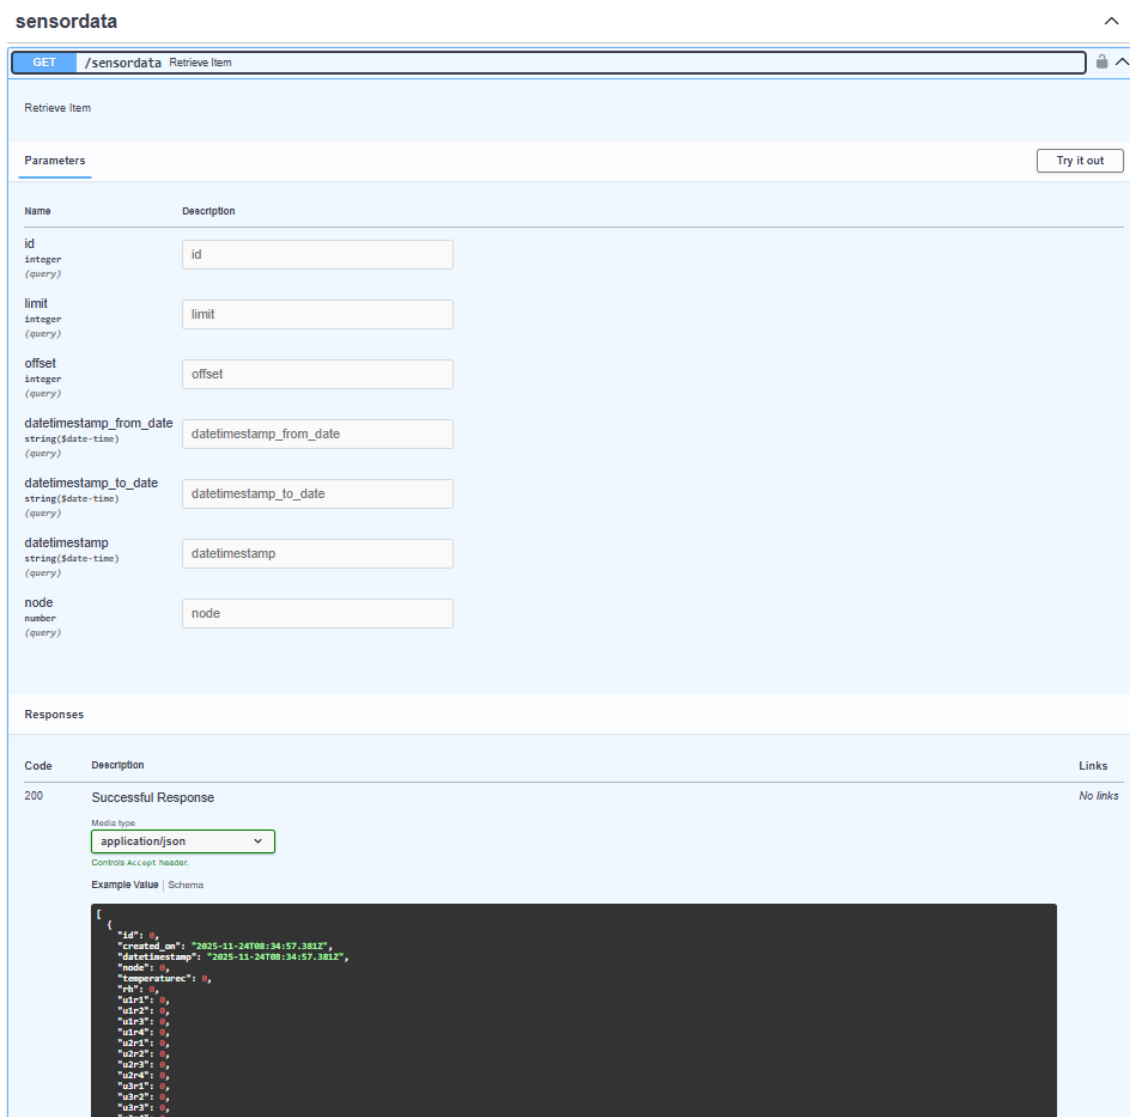 sensordata
GET /sensordata Retrieve Item
Retrieve Item
Parameters
Try it out
Name Description
id
integer
(query)
id
limit
integer
(query)
limit
offset
integer
(query)
offset
datetimestamp_from_date
string($date-time)
(query)
datetimestamp_from_date
datetimestamp_to_date
string($date-time)
(query)
datetimestamp_to_date
datetimestamp
string($date-time)
(query)
datetimestamp
node
number
(query)
node
Responses
Code Description Links
200 Successful Response No links
Media type
application/json
Controls Accept header.
Example Value | Schema
[
{
"id": 0,
"created_on": "2025-11-24T08:34:57.381Z",
"datetimestamp": "2025-11-24T08:34:57.381Z",
"node": 0,
"temperaturec": 0,
"rh": 0,
"u1r1": 0,
"u1r2": 0,
"u1r3": 0,
"u1r4": 0,
"u2r1": 0,
"u2r2": 0,
"u2r3": 0,
"u2r4": 0,
"u3r1": 0,
"u3r2": 0,
"u3r3": 0,